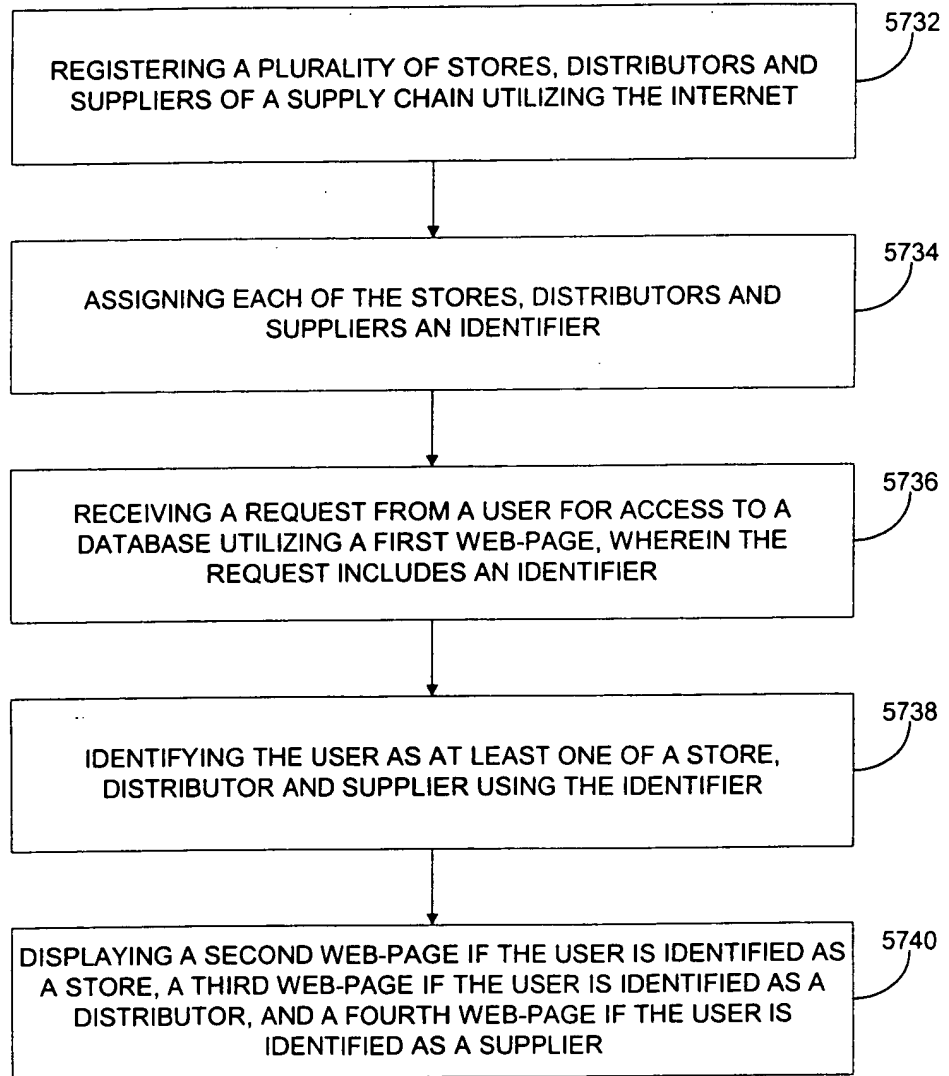 5732
REGISTERING A PLURALITY OF STORES, DISTRIBUTORS AND
SUPPLIERS OF A SUPPLY CHAIN UTILIZING THE INTERNET
5734
ASSIGNING EACH OF THE STORES, DISTRIBUTORS AND
SUPPLIERS AN IDENTIFIER
5736
RECEIVING A REQUEST FROM A USER FOR ACCESS TO A
DATABASE UTILIZING A FIRST WEB-PAGE, WHEREIN THE
REQUEST INCLUDES AN IDENTIFIER
5738
IDENTIFYING THE USER AS AT LEAST ONE OF A STORE,
DISTRIBUTOR AND SUPPLIER USING THE IDENTIFIER
5740
DISPLAYING A SECOND WEB-PAGE IF THE USER IS IDENTIFIED AS
A STORE, A THIRD WEB-PAGE IF THE USER IS IDENTIFIED AS A
DISTRIBUTOR, AND A FOURTH WEB-PAGE IF THE USER IS
IDENTIFIED AS A SUPPLIER